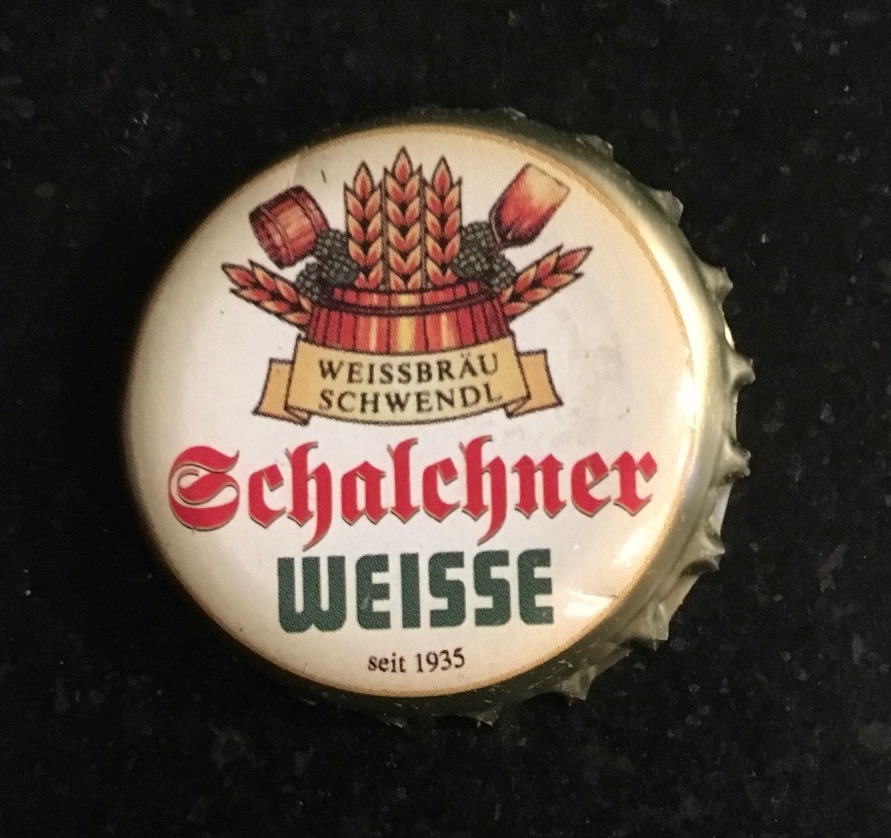 WEISSBRÄU
SCHWENDL
Schalchner
WEISSE
seit 1935